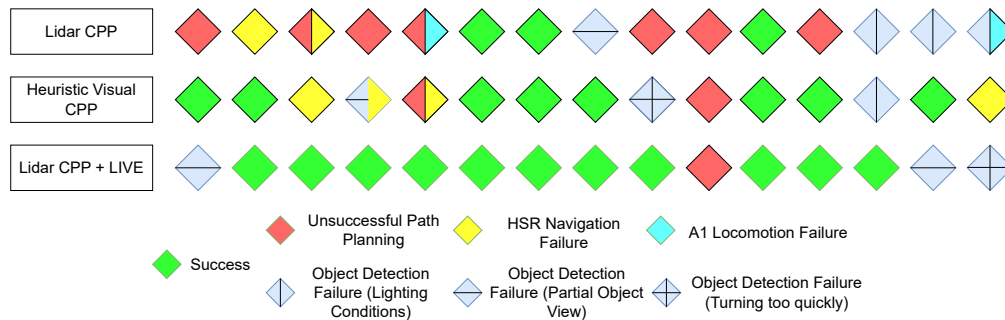 Lidar CPP
Heuristic Visual
CPP
Lidar CPP + LIVE
Unsuccessful Path
Planning
HSR Navigation
Failure
A1 Locomotion Failure
Success
Object Detection
Failure (Lighting
Conditions)
Object Detection
Failure (Partial Object
View)
Object Detection Failure
(Turning too quickly)